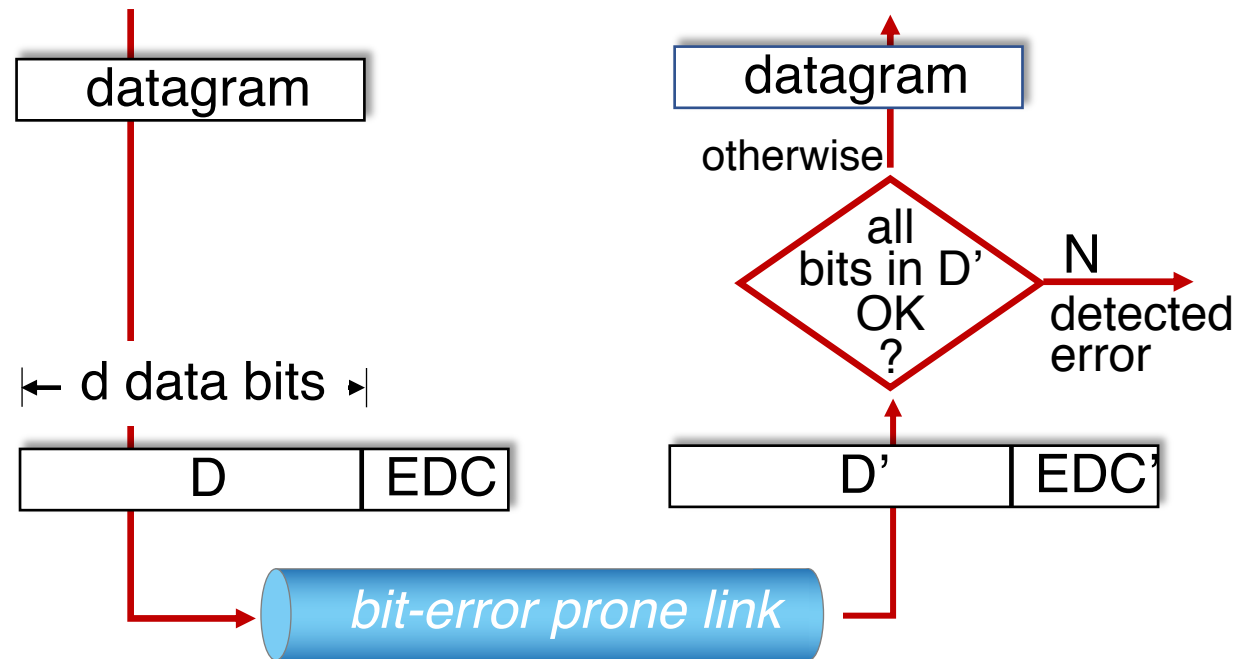 datagram
d data bits
D
EDC
bit-error prone link
datagram
otherwise
all
bits in D’
OK
?
N
detected
error
D’
EDC’